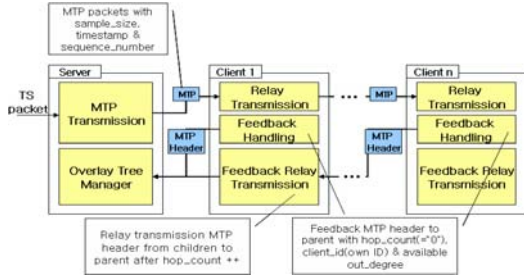 MTP packets with
sample_size,
timestamp &
sequence_number
Server
Client 1
Client n
TS
packet
MTP
Transmission
MTP
Relay
Transmission
...
MTP
Relay
Transmission
Feedback
Handling
Feedback
Handling
MTP
Header
MTP
Header
Overlay Tree
Manager
Feedback Relay
Transmission
...
Feedback Relay
Transmission
Relay transmission MTP
header from children to
parent after hop_count ++
Feedback MTP header to
parent with hop_count(="0"),
client_id(own ID) & available
out_degree